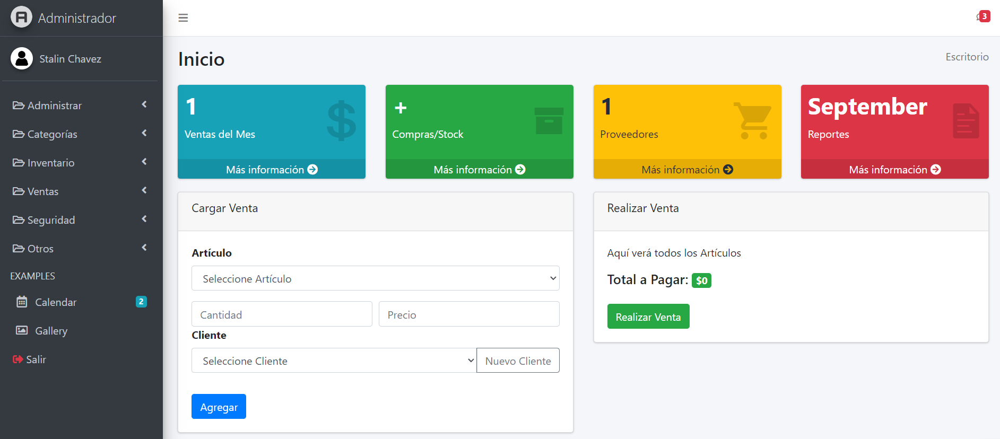 Administrador
3
Stalin Chavez
Inicio
Escritorio
Administrar
Categorías
Inventario
Ventas
Seguridad
Otros
EXAMPLES
Calendar 2
Gallery
Salir
1
Ventas del Mes
Más información
+
Compras/Stock
Más información
1
Proveedores
Más información
September
Reportes
Más información
Cargar Venta
Artículo
Seleccione Artículo
Cantidad
Precio
Cliente
Seleccione Cliente
Nuevo Cliente
Agregar
Realizar Venta
Aquí verá todos los Artículos
Total a Pagar: $0
Realizar Venta